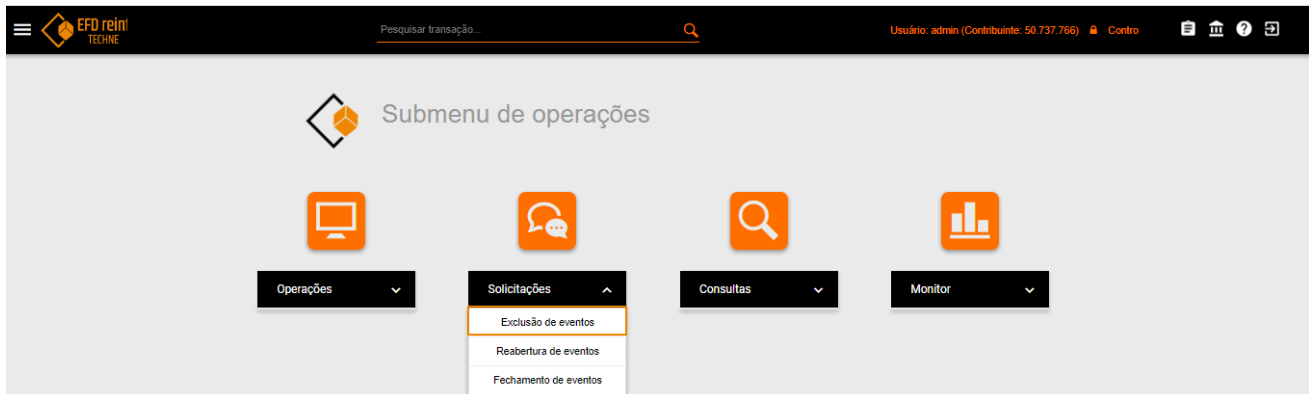 EFD rein
TECHNE
Pesquisar transação...
Usuário: admin (Contribuinte: 50.737.766) Contro
Submenu de operações
Operações
Solicitações
Consultas
Monitor
Exclusão de eventos
Reabertura de eventos
Fechamento de eventos